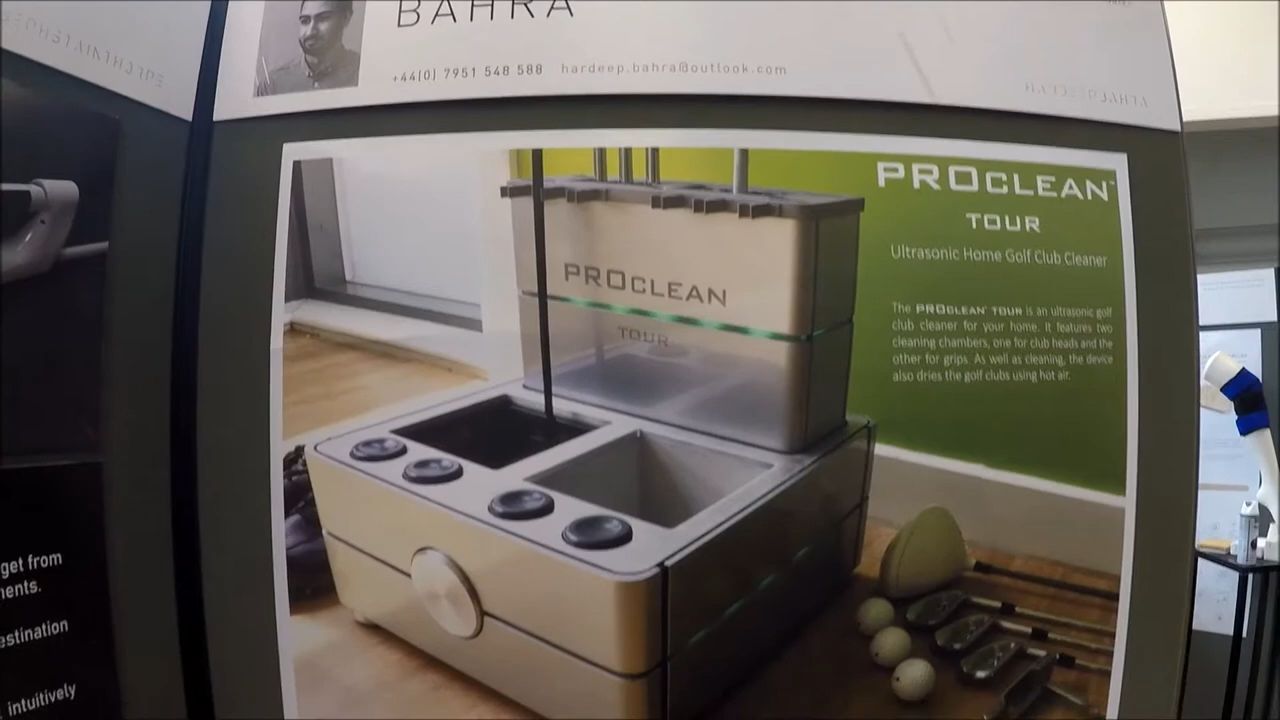 BAHRA
+44(0) 7951 548 588 hardeep.bahra@outlook.com
PROCLEAN™
TOUR
Ultrasonic Home Golf Club Cleaner
The PROCLEAN™ TOUR is an ultrasonic golf
club cleaner for your home. It features two
cleaning chambers, one for club heads and the
other for grips. As well as cleaning, the device
also dries the golf clubs using hot air.
PROCLEAN
TOUR
get from
estination
intuitively